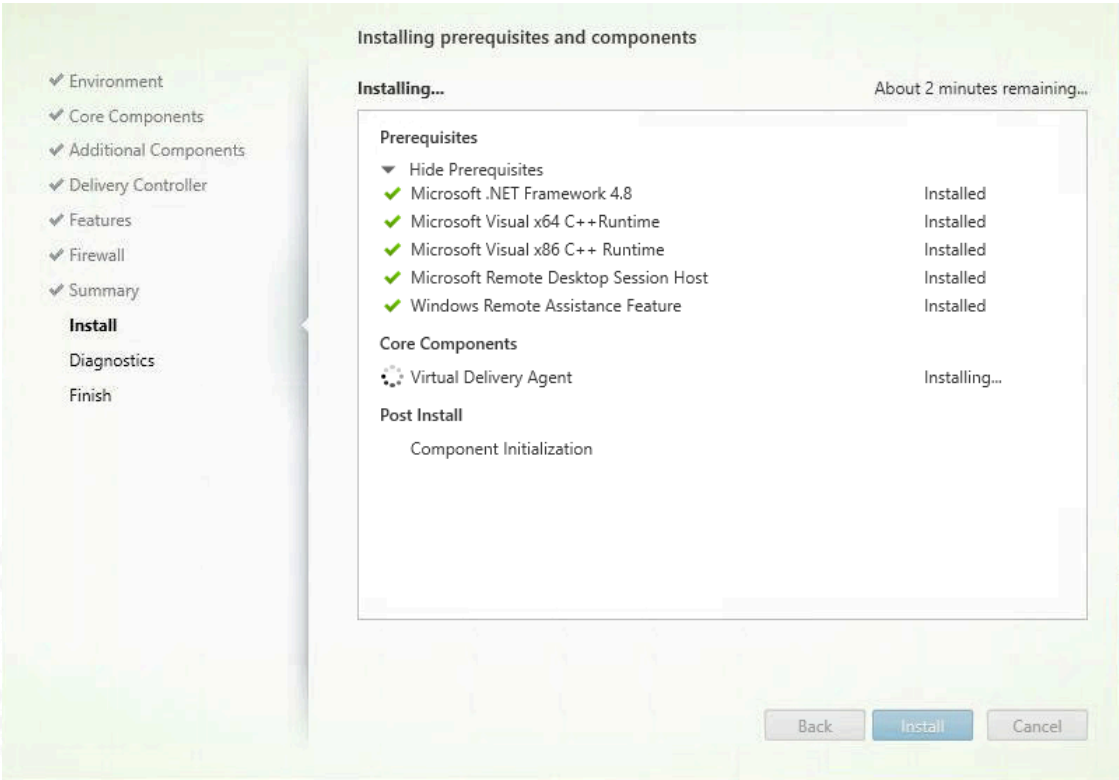 Installing prerequisites and components
Environment
Core Components
Additional Components
Delivery Controller
Features
Firewall
Summary
Install
Diagnostics
Finish
Installing... About 2 minutes remaining...
Prerequisites
Hide Prerequisites
Microsoft .NET Framework 4.8 Installed
Microsoft Visual x64 C++Runtime Installed
Microsoft Visual x86 C++ Runtime Installed
Microsoft Remote Desktop Session Host Installed
Windows Remote Assistance Feature Installed
Core Components
Virtual Delivery Agent Installing...
Post Install
Component Initialization
Back Install Cancel